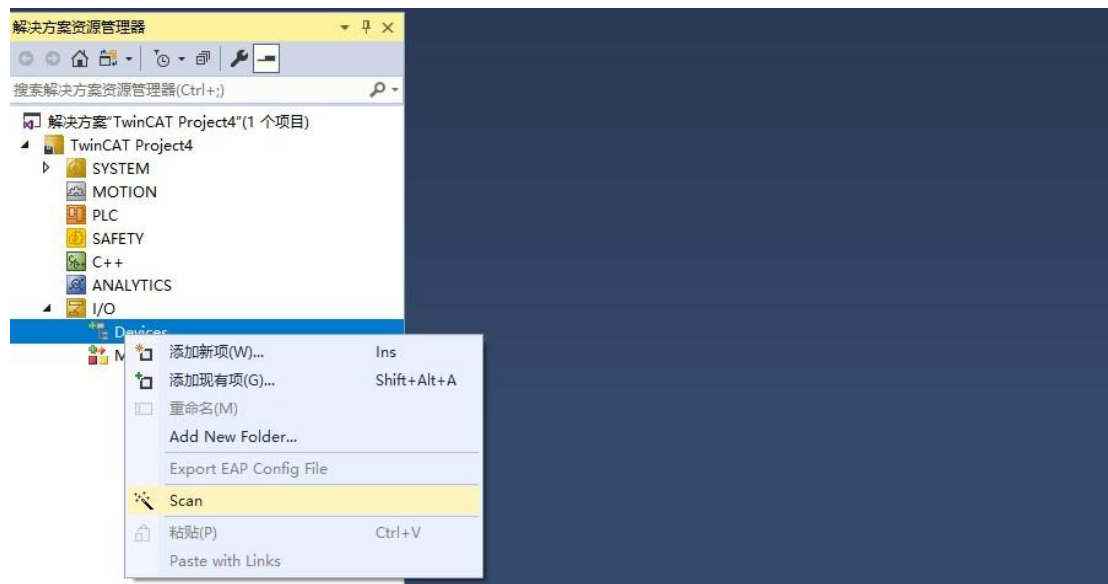 解决方案资源管理器
搜索解决方案资源管理器(Ctrl+;)
解决方案"TwinCAT Project4"(1 个项目)
TwinCAT Project4
SYSTEM
MOTION
PLC
SAFETY
C++
ANALYTICS
I/O
Devices
M
添加新项(W)... Ins
添加现有项(G)... Shift+Alt+A
重命名(M)
Add New Folder...
Export EAP Config File
Scan
粘贴(P) Ctrl+V
Paste with Links